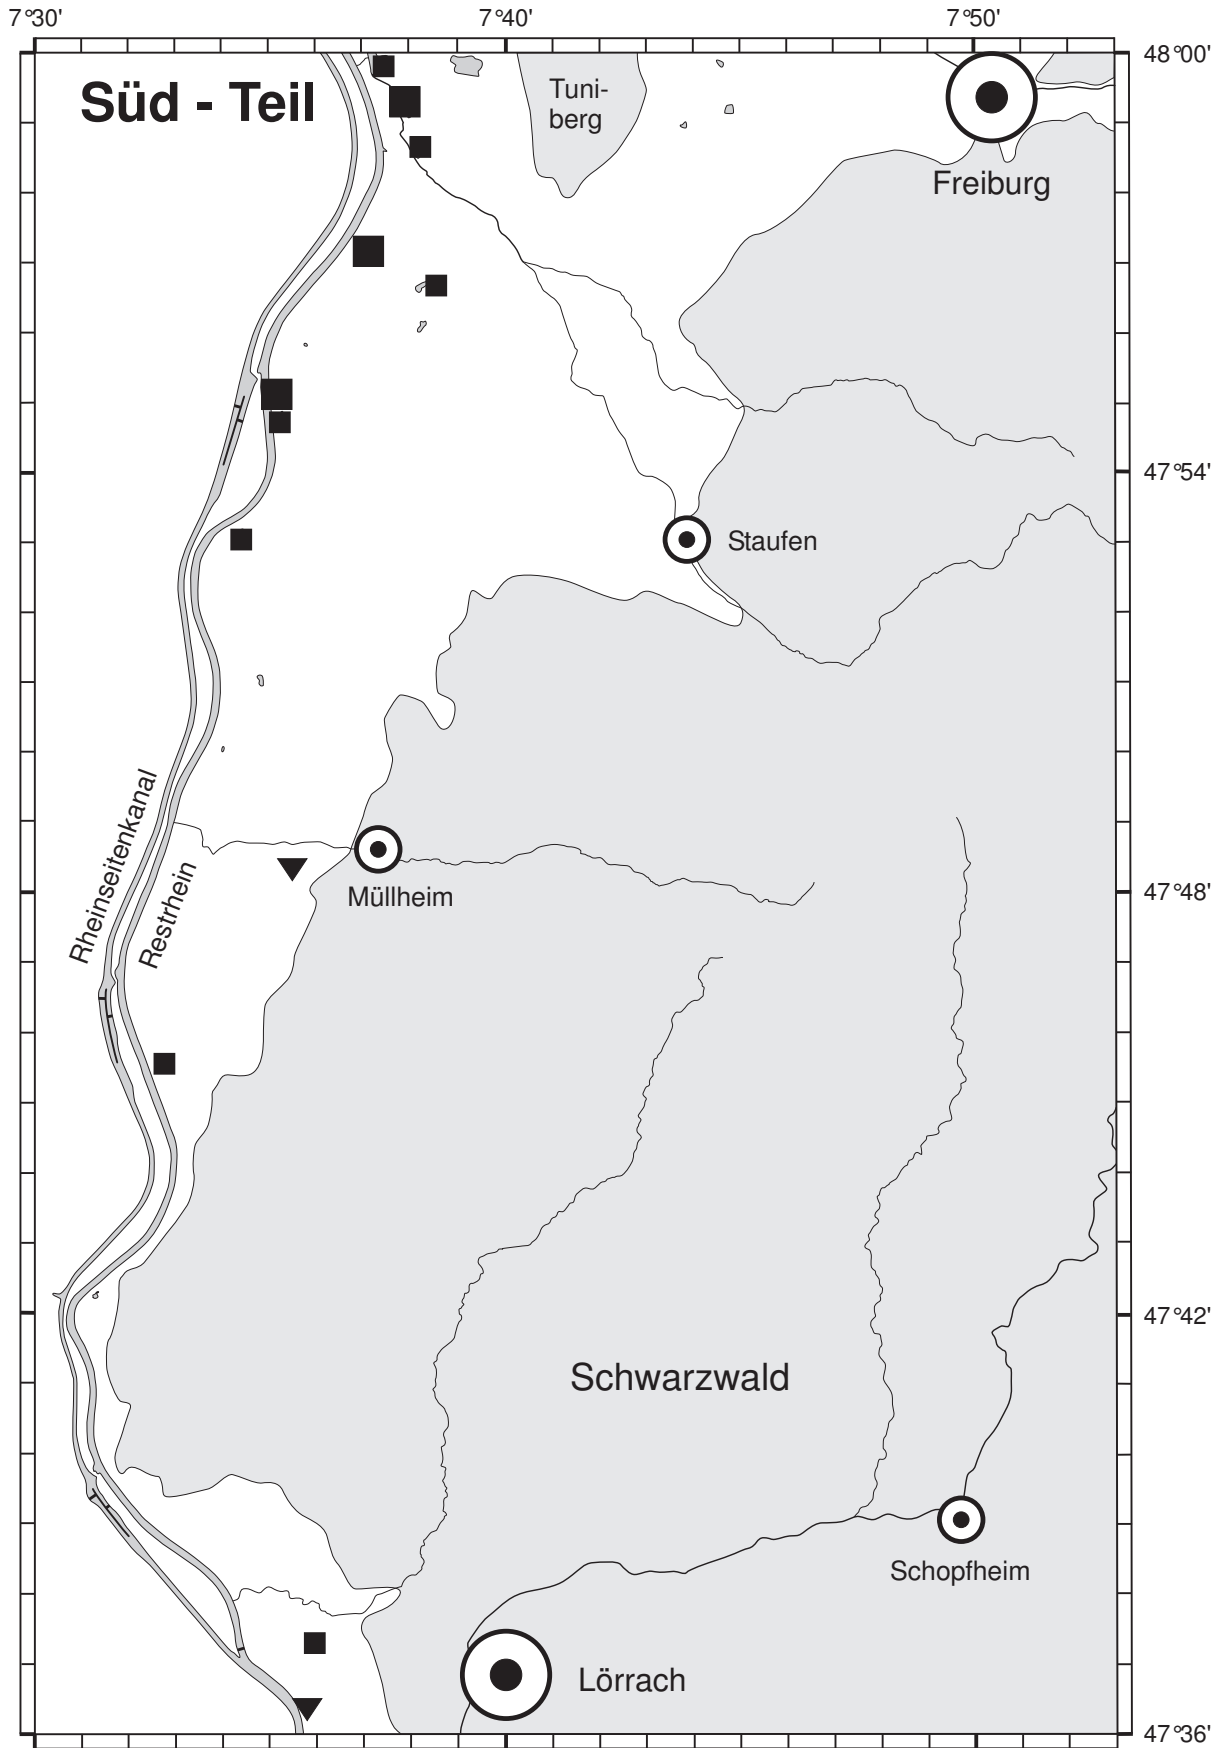 7°30'
7°40'
7°50'
48°00'
Süd - Teil
Tuni-
berg
Freiburg
47°54'
Staufen
Rheinseitenkanal
Restrhein
Müllheim
47°48'
47°42'
Schwarzwald
Schopfheim
Lörrach
47°36'